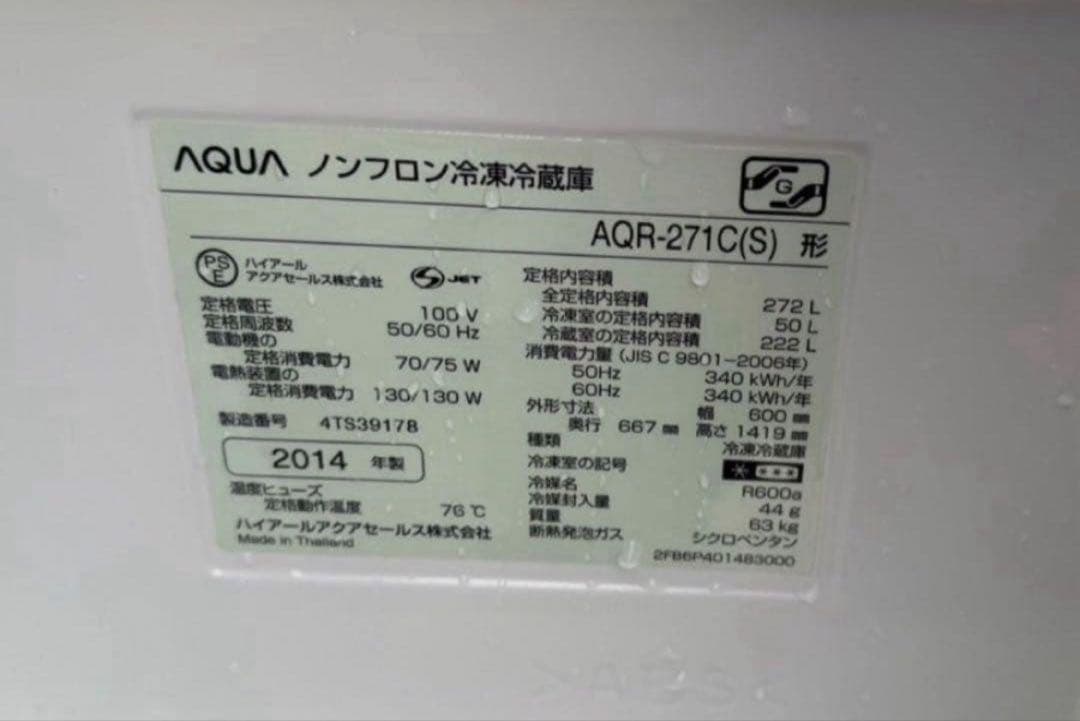 AQUA ノンフロン冷凍冷蔵庫
G
AQR-271C(S) 形
PSE ハイアール
アクアセールス株式会社
JET
定格電圧 100 V
定格周波数 50/60 Hz
電動機の
定格消費電力 70/75 W
電熱装置の
定格消費電力 130/130 W
製造番号 4TS39178
2014 年製
温度ヒューズ
定格動作温度 76 ℃
ハイアールアクアセールス株式会社
Made in Thailand
定格内容積
全定格内容積 272 L
冷凍室の定格内容積 50 L
冷蔵室の定格内容積 222 L
消費電力量 (JIS C 9801-2006年)
50Hz 340 kWh/年
60Hz 340 kWh/年
外形寸法 幅 600 mm
奥行 667 mm 高さ 1419 mm
種類 冷凍冷蔵庫
冷凍室の記号 ****
冷媒名 R600a
冷媒封入量 44 g
質量 63 kg
断熱発泡ガス シクロペンタン
2FB6P401483000